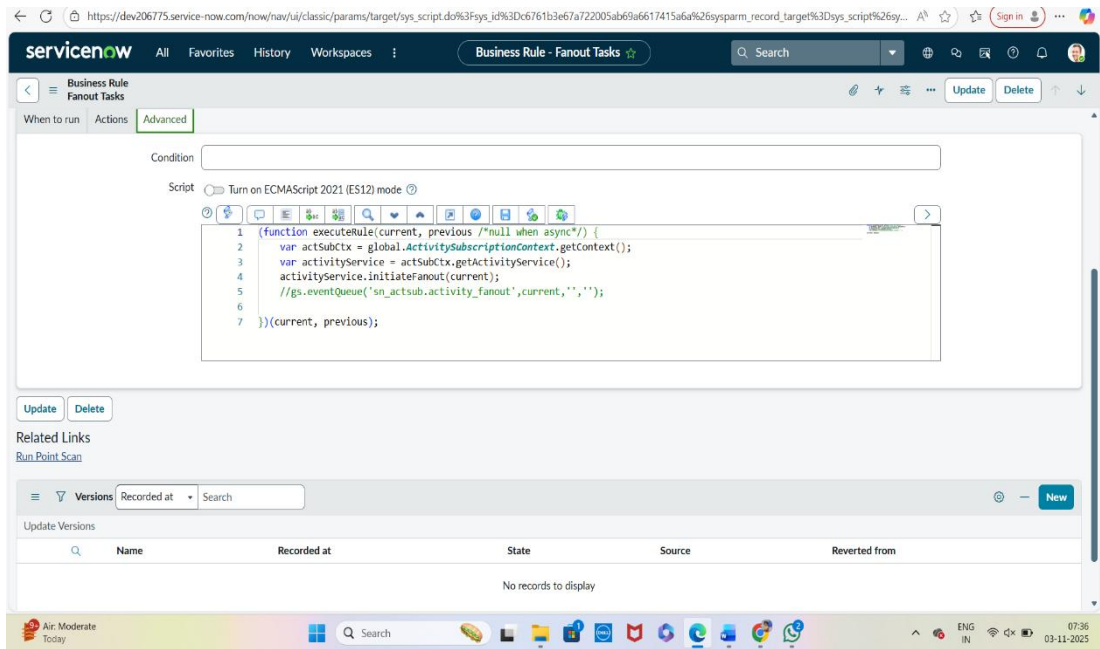 https://dev206775.service-now.com/now/nav/ui/classic/params/target/sys_script.do%3Fsys_id%3Dc6761b3e67a722005ab69a6617415a6a%26sysparm_record_target%3Dsys_script%26sy... Sign in
servicenow All Favorites History Workspaces Business Rule - Fanout Tasks Search
Business Rule
Fanout Tasks
Update Delete
When to run Actions Advanced
Condition
Script Turn on ECMAScript 2021 (ES12) mode
1 (function executeRule(current, previous /*null when async*/) {
2 var actSubCtx = global.ActivitySubscriptionContext.getContext();
3 var activityService = actSubCtx.getActivityService();
4 activityService.initiateFanout(current);
5 //gs.eventQueue('sn_actsub.activity_fanout',current,'','');
6
7 })(current, previous);
Update Delete
Related Links
Run Point Scan
Versions Recorded at Search New
Update Versions
Name Recorded at State Source Reverted from
No records to display
Air: Moderate
Today
Search
ENG
IN
07:36
03-11-2025